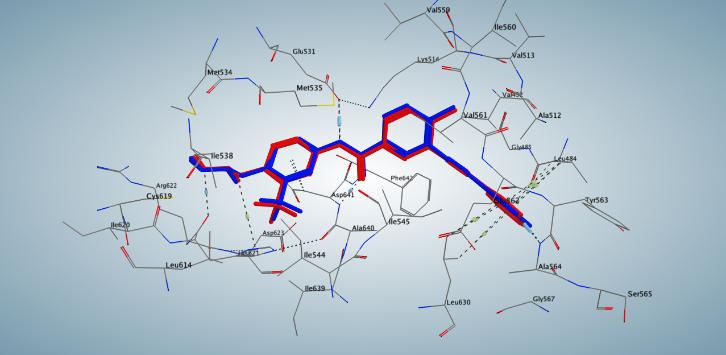 Val559
Ile560
Glu531
Val513
Lys514
Met534
Met535
Val561
Ala512
Gly485
Leu484
Ile538
Phe642
Arg622
Cys619
Asp641
Tyr563
Ile620
Asp623
Ala640
Ile545
Leu614
Ile544
Ala564
Ile639
Leu630
Gly567
Ser565